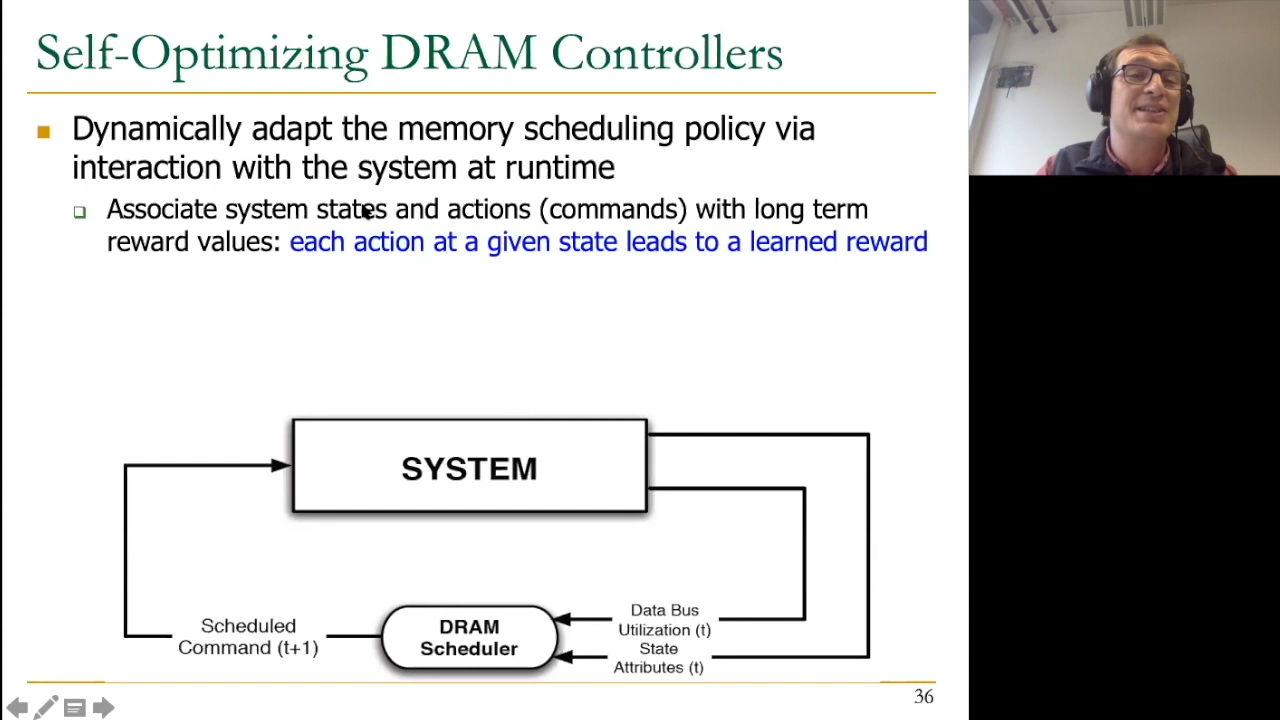 Self-Optimizing DRAM Controllers
Dynamically adapt the memory scheduling policy via
interaction with the system at runtime
Associate system states and actions (commands) with long term
reward values: each action at a given state leads to a learned reward
SYSTEM
Scheduled
Command (t+1)
DRAM
Scheduler
Data Bus
Utilization (t)
State
Attributes (t)
36